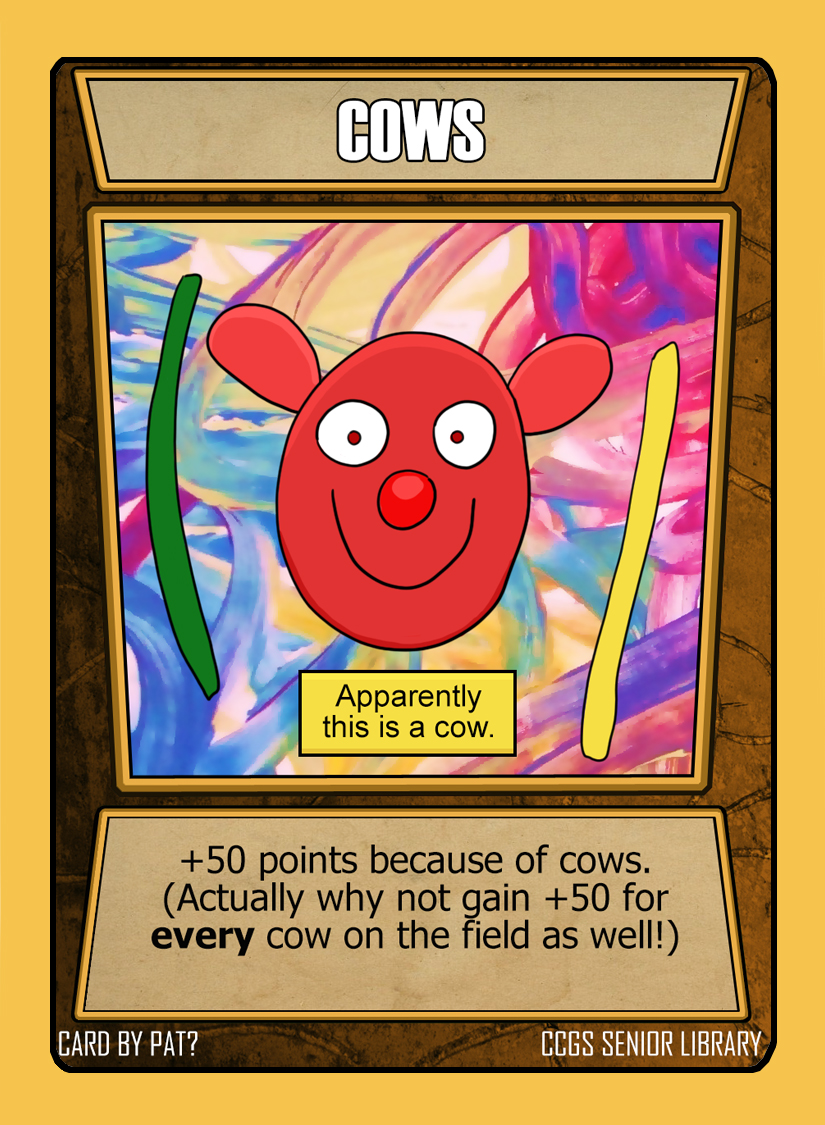 COWS
Apparently
this is a cow.
+50 points because of cows.
(Actually why not gain +50 for
every cow on the field as well!)
CARD BY PAT?
CCGS SENIOR LIBRARY